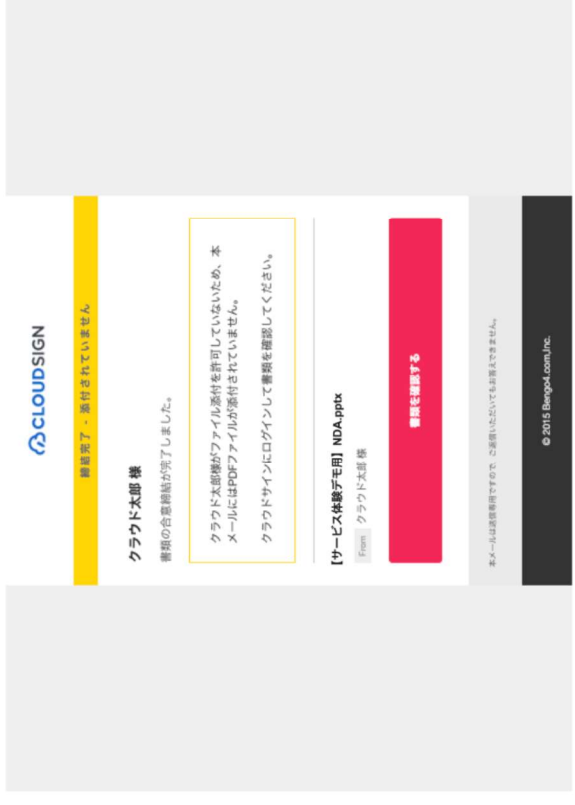 CLOUDSIGN
締結完了 - 添付されていません
クラウド太郎 様
書類の合意締結が完了しました。
クラウド太郎様がファイル添付を許可していないため、本
メールにはPDFファイルが添付されていません。
クラウドサインにログインして書類を確認してください。
【サービス体験デモ用】NDA.pptx
From クラウド太郎 様
書類を確認する
本メールは送信専用ですので、ご返信いただいてもお答えできません。
© 2015 Bengo4.com,Inc.